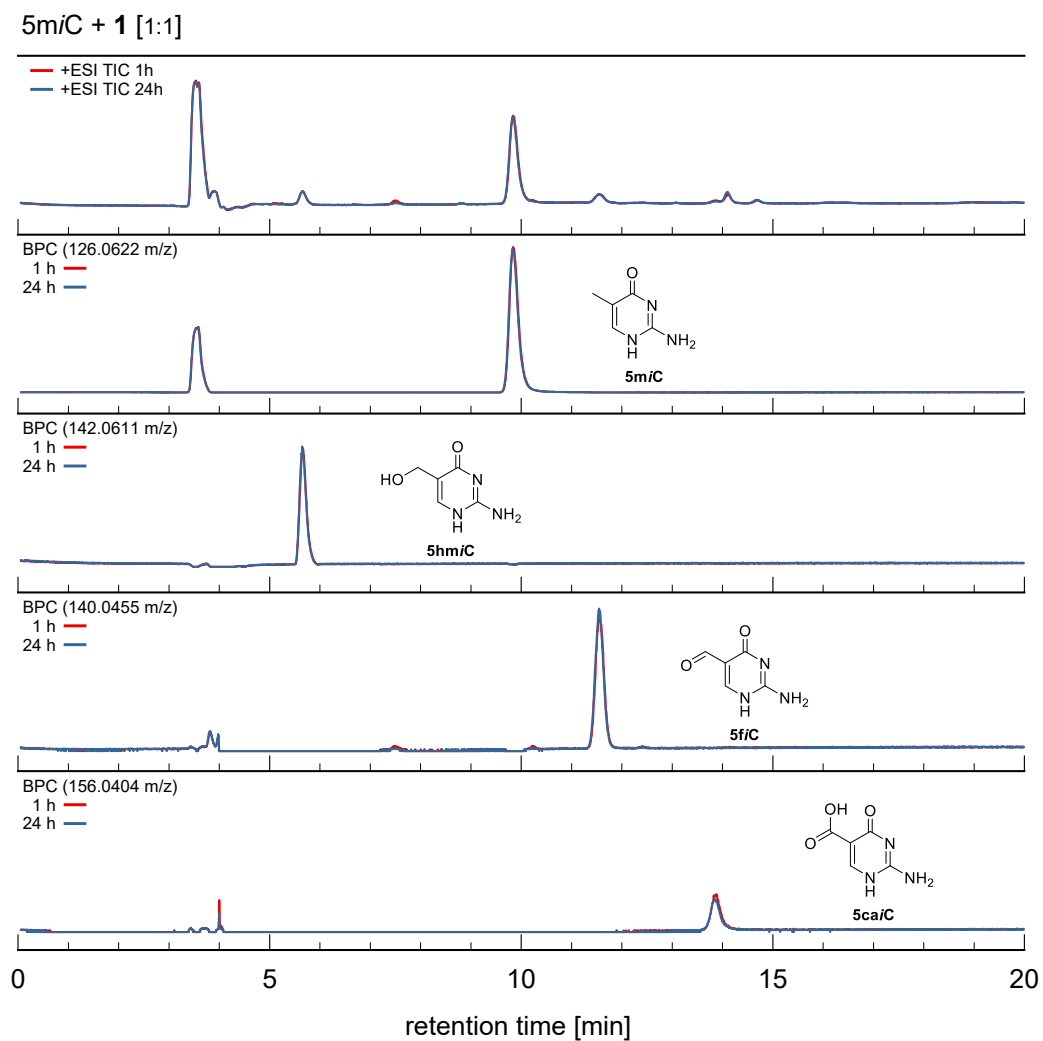 5miC + 1 [1:1]
+ESI TIC 1h
+ESI TIC 24h
BPC (126.0622 m/z)
1 h
24 h
O
N
N
H
NH2
5miC
BPC (142.0611 m/z)
1 h
24 h
O
HO
N
N
H
NH2
5hmiC
BPC (140.0455 m/z)
1 h
24 h
O
O
N
N
H
NH2
5fiC
BPC (156.0404 m/z)
1 h
24 h
OH
O
O
N
N
H
NH2
5caiC
0 5 10 15 20
retention time [min]